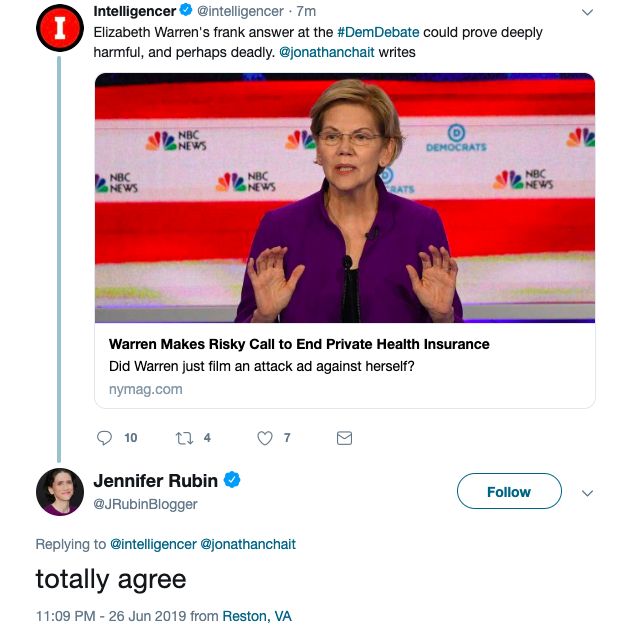 Intelligencer @intelligencer · 7m
Elizabeth Warren's frank answer at the #DemDebate could prove deeply
harmful, and perhaps deadly. @jonathanchait writes
NBC
NEWS
DEMOCRATS
NBC
NEWS
NBC
NEWS
RATS
NBC
NEWS
Warren Makes Risky Call to End Private Health Insurance
Did Warren just film an attack ad against herself?
nymag.com
10 4 7
Jennifer Rubin
@JRubinBlogger
Follow
Replying to @intelligencer @jonathanchait
totally agree
11:09 PM - 26 Jun 2019 from Reston, VA